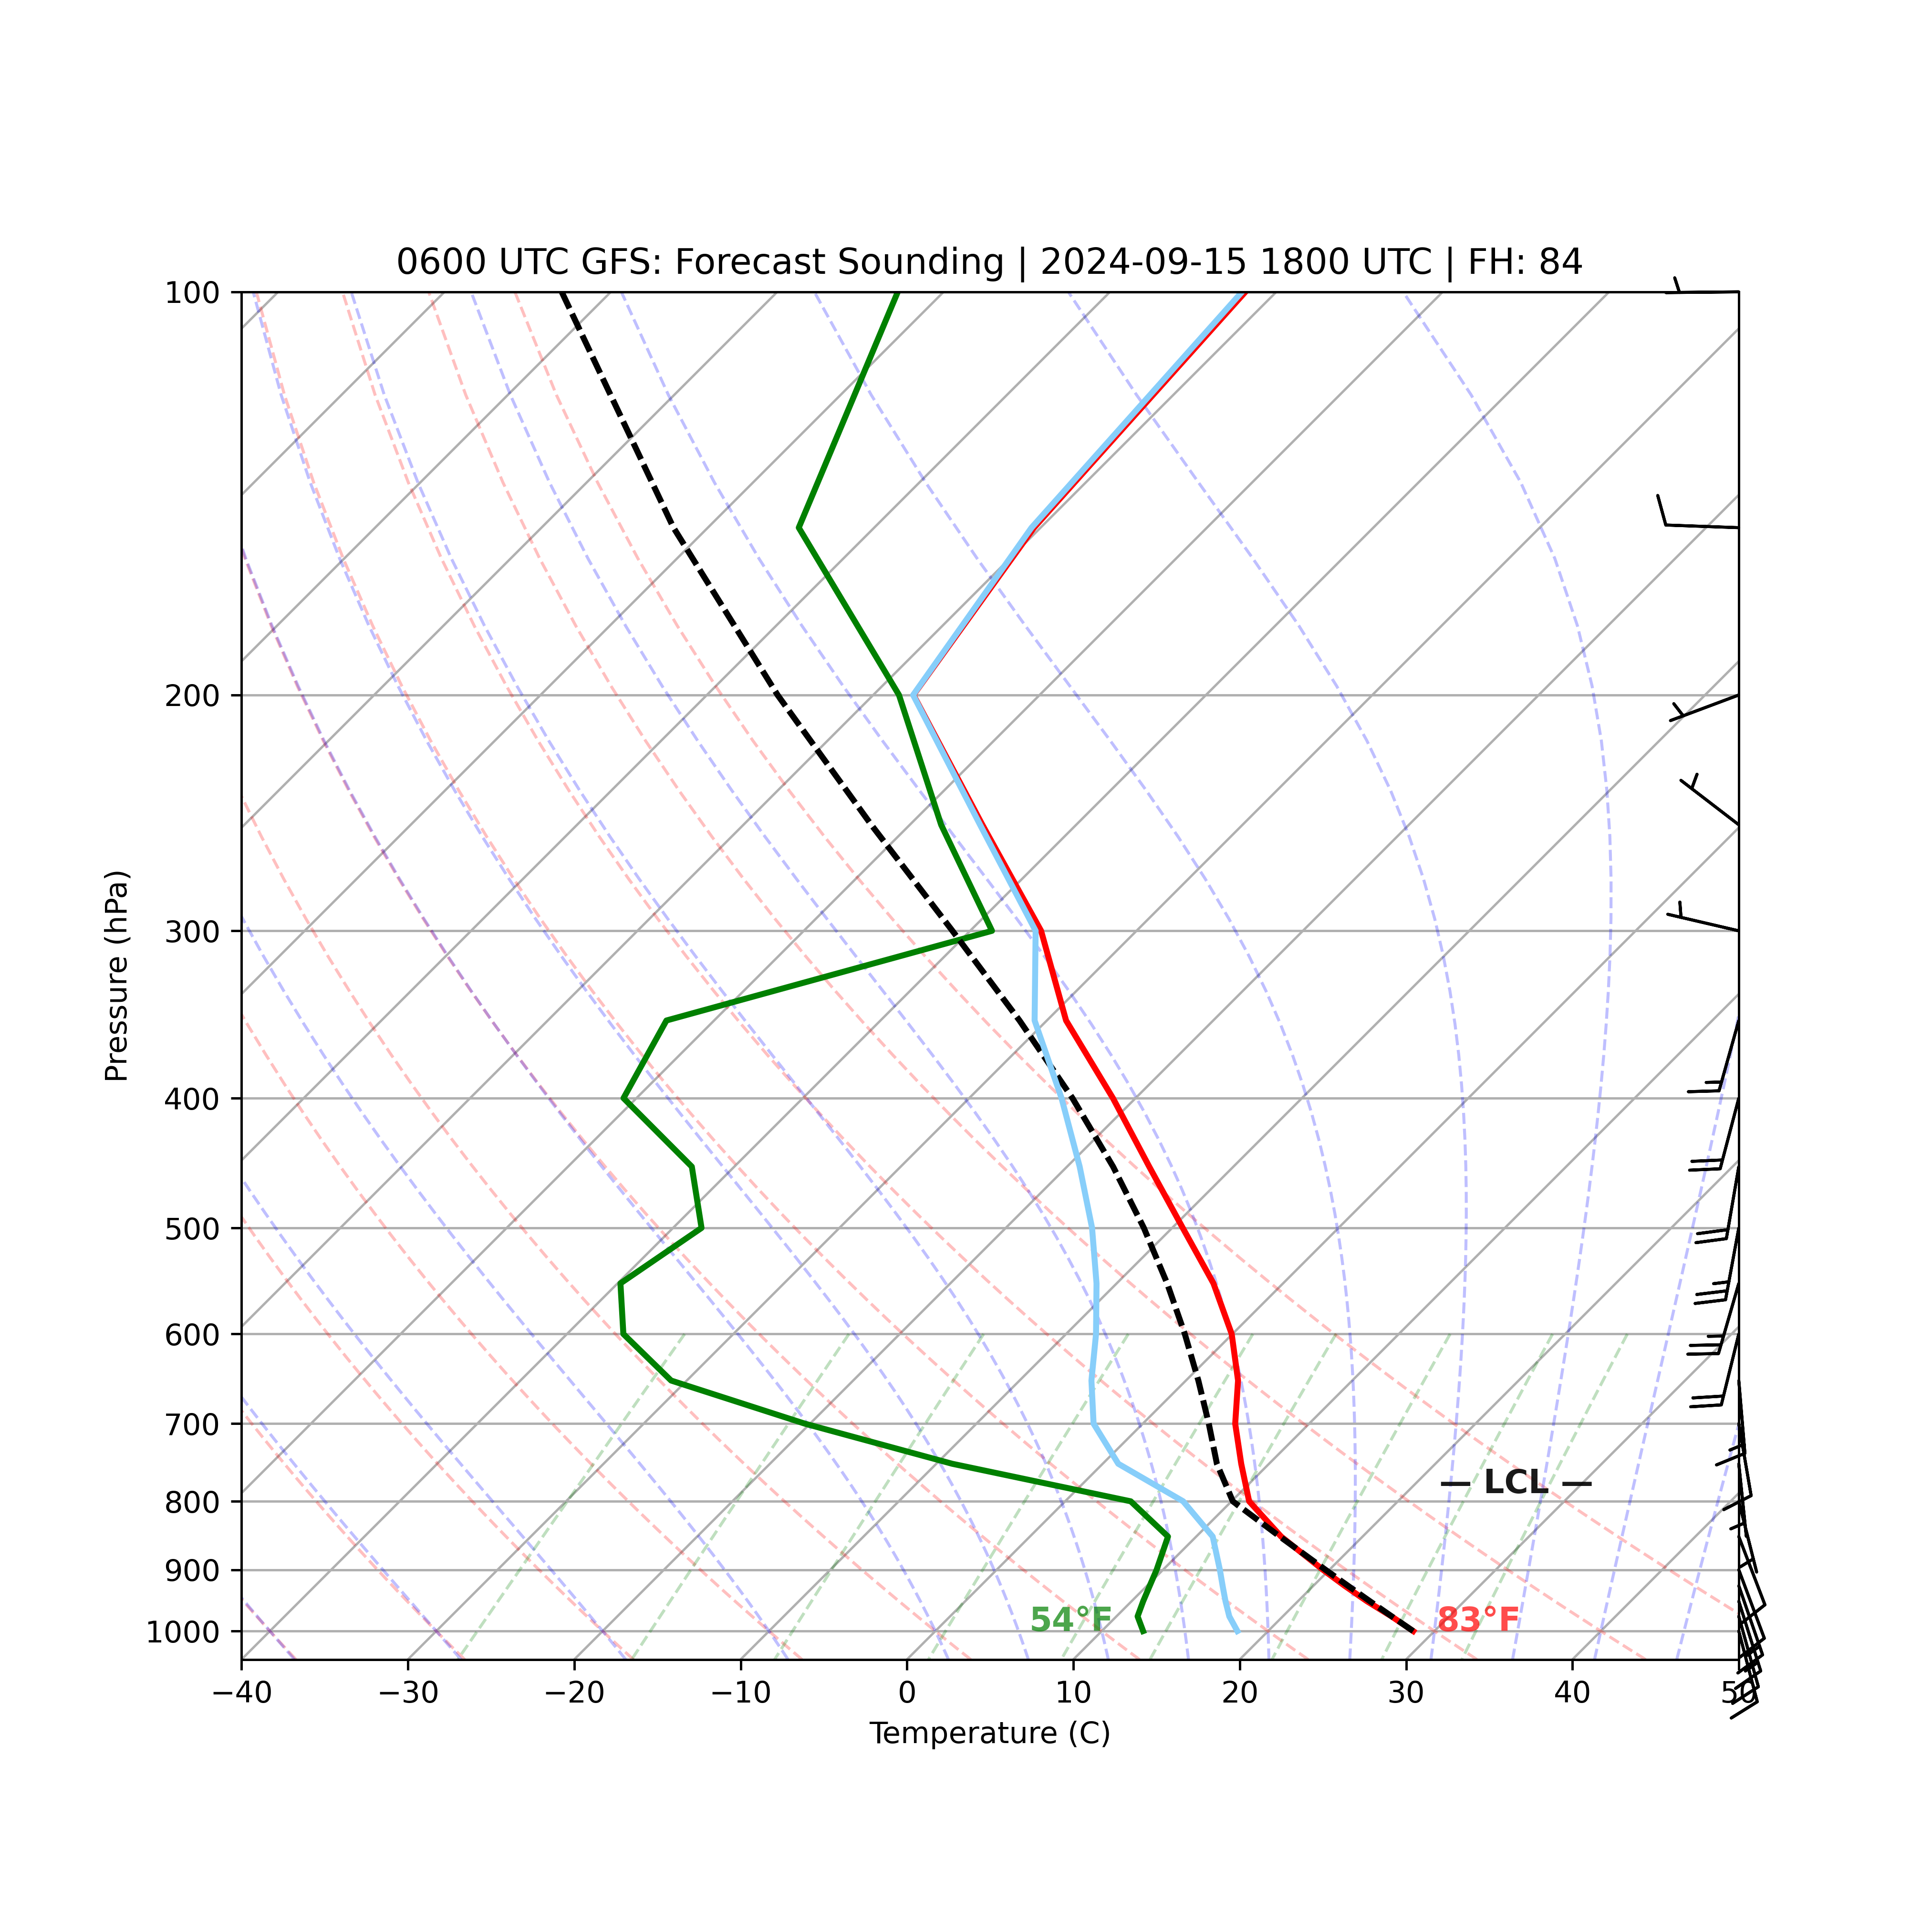 0600 UTC GFS: Forecast Sounding | 2024-09-15 1800 UTC | FH: 84
100
200
300
400
500
600
700
800
900
1000
Pressure (hPa)
— LCL —
54°F
83°F
−40 −30 −20 −10 0 10 20 30 40 50
Temperature (C)